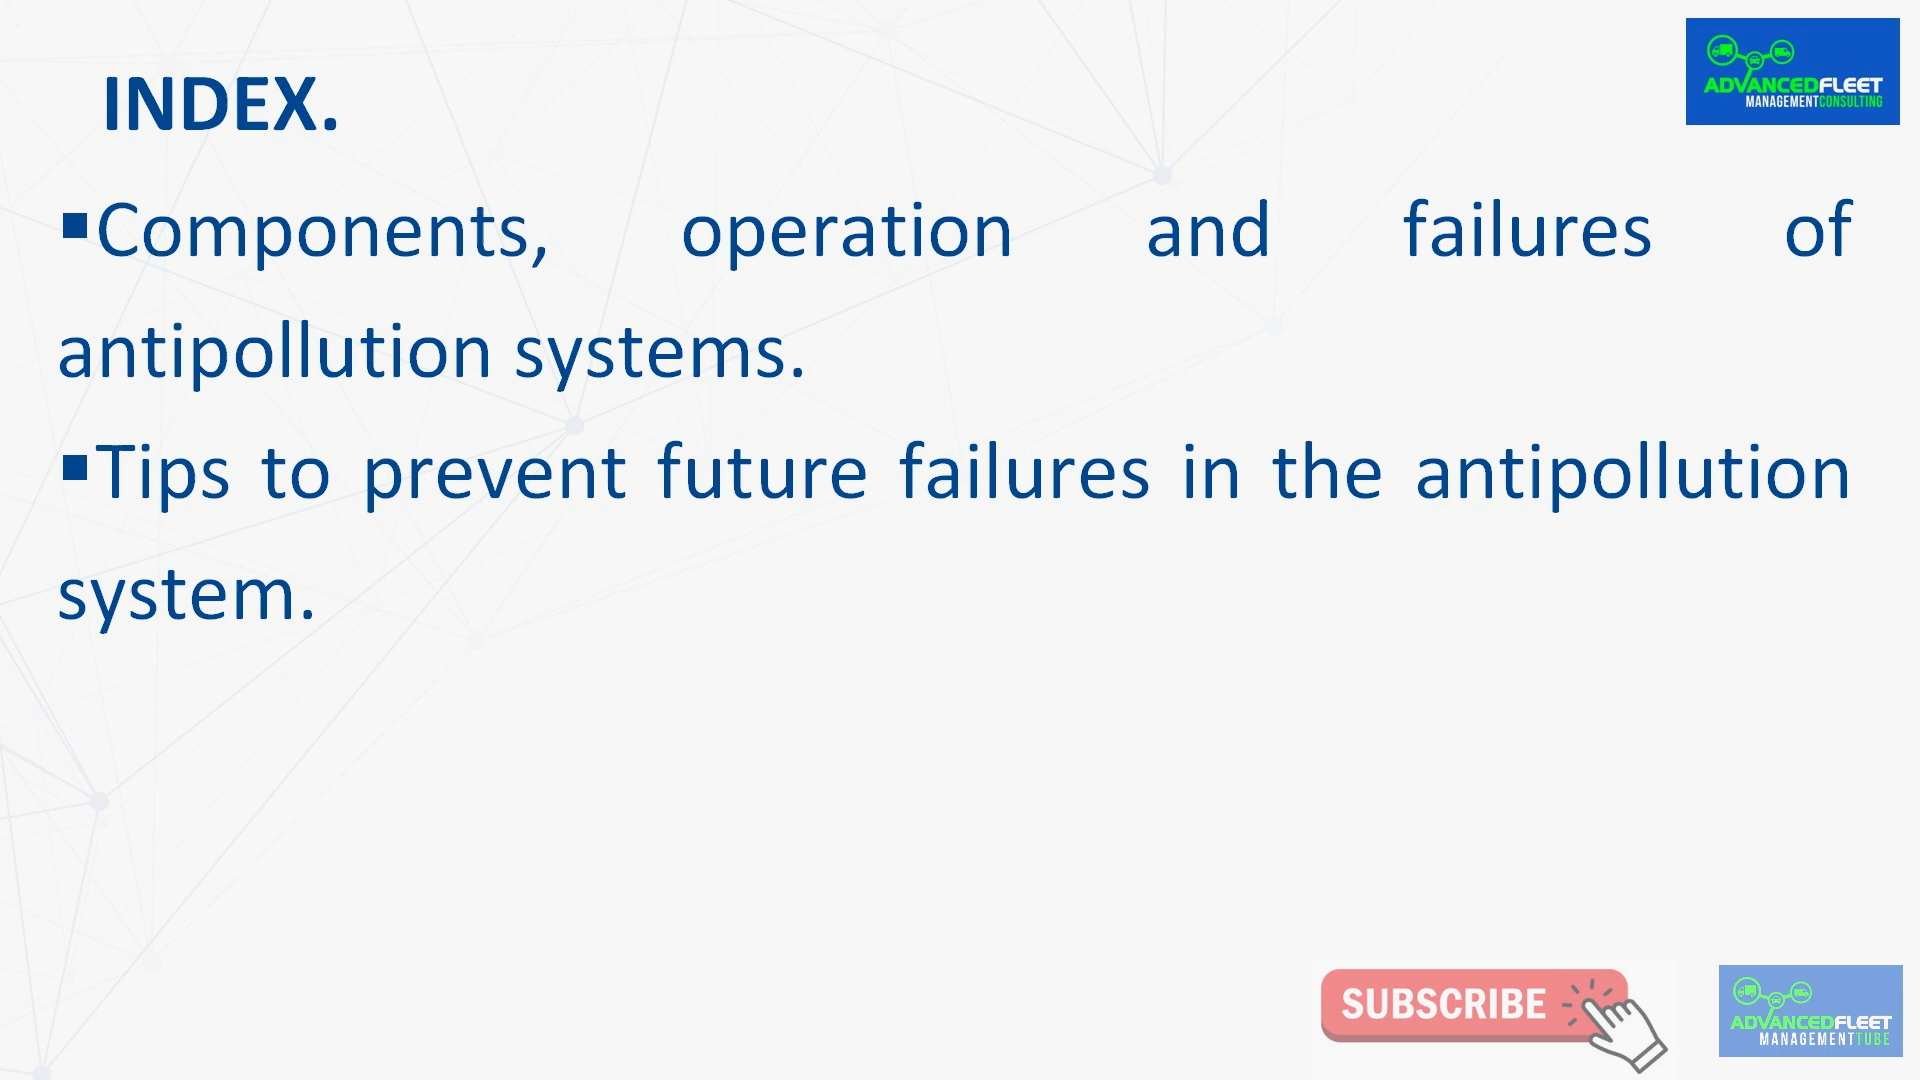 INDEX.
ADVANCEDFLEET
MANAGEMENTCONSULTING
▪Components, operation and failures of
antipollution systems.
▪Tips to prevent future failures in the antipollution
system.
SUBSCRIBE
ADVANCEDFLEET
MANAGEMENTTUBE